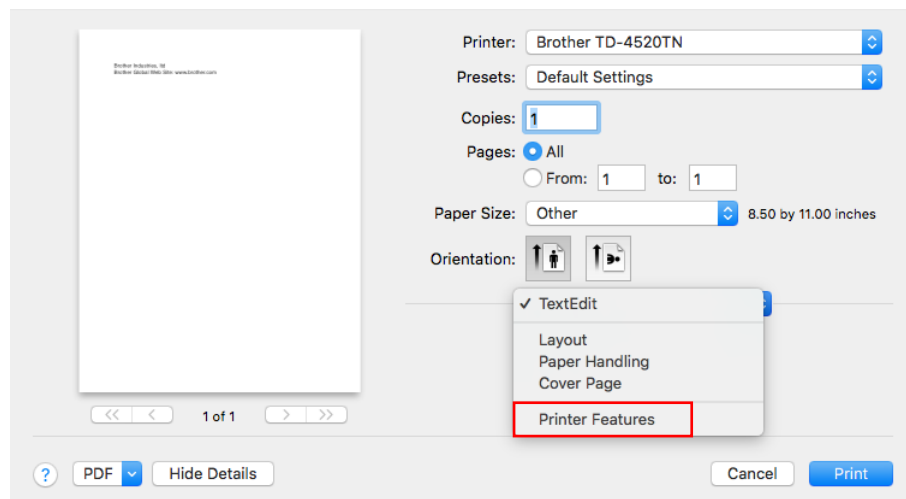 Brother Industries, ltd
Brother Global Web Site: www.brother.com
Printer: Brother TD-4520TN
Presets: Default Settings
Copies: 1
Pages: All
From: 1 to: 1
Paper Size: Other 8.50 by 11.00 inches
Orientation:
✓ TextEdit
Layout
Paper Handling
Cover Page
Printer Features
<< < 1 of 1 > >>
? PDF Hide Details Cancel Print